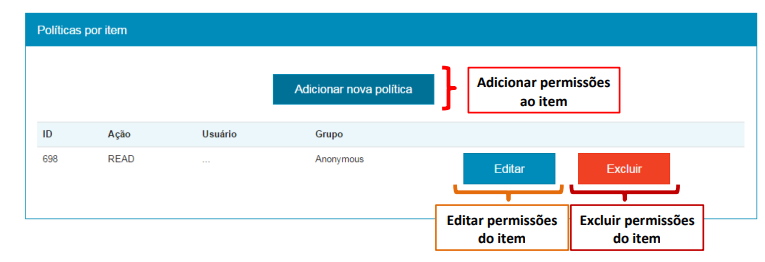 Políticas por item
Adicionar nova política
Adicionar permissões
ao item
ID Ação Usuário Grupo
698 READ ... Anonymous
Editar Excluir
Editar permissões
do item
Excluir permissões
do item